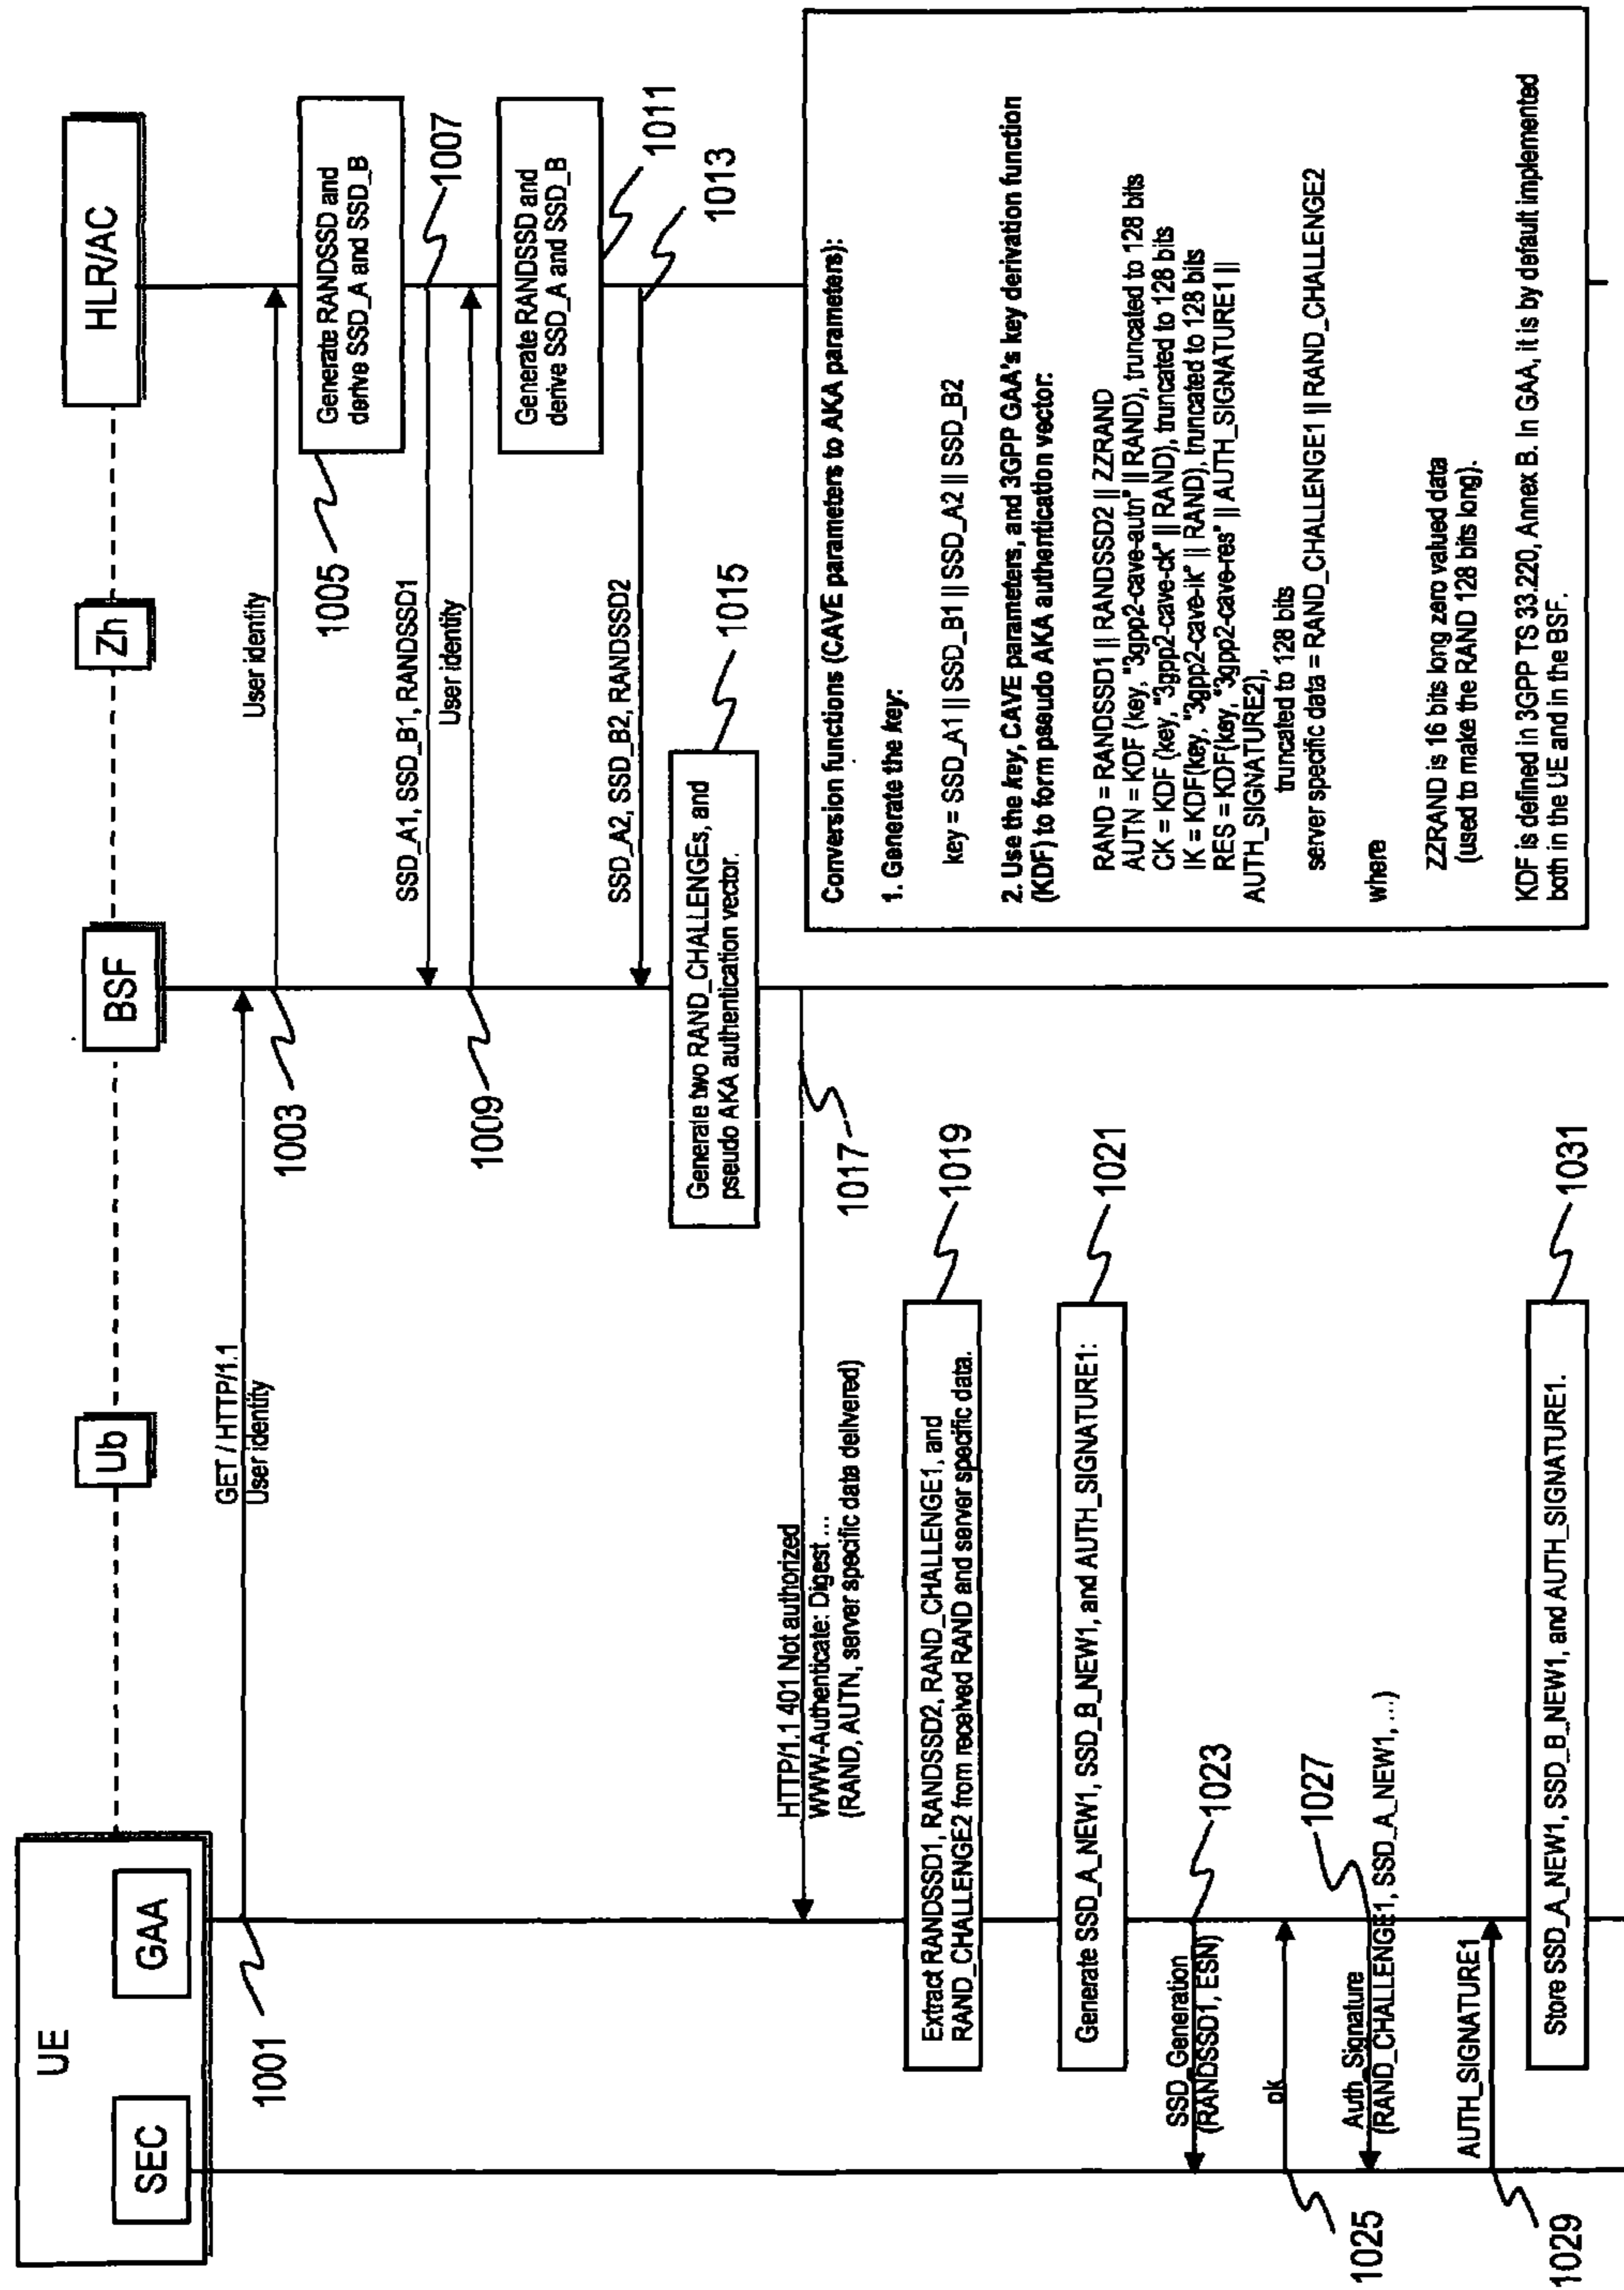 UE
SEC
GAA
Ub
BSF
Zh
HLR/AC
GET / HTTP/1.1
User identity
1001
User identity
1003
Generate RANDSSD and
derive SSD_A and SSD_B
1005
SSD_A1, SSD_B1, RANDSSD1
1007
User identity
1009
Generate RANDSSD and
derive SSD_A and SSD_B
1011
SSD_A2, SSD_B2, RANDSSD2
1013
Generate two RAND_CHALLENGEs, and
pseudo AKA authentication vector.
1015
HTTP/1.1 401 Not authorized
WWW-Authenticate: Digest ...
(RAND, AUTN, server specific data delivered)
1017
Extract RANDSSD1, RANDSSD2, RAND_CHALLENGE1, and
RAND_CHALLENGE2 from received RAND and server specific data.
1019
Generate SSD_A_NEW1, SSD_B_NEW1, and AUTH_SIGNATURE1:
1021
SSD_Generation
(RANDSSD1, ESN)
1023
ok
1025
Auth_Signature
(RAND_CHALLENGE1, SSD_A_NEW1, ...)
1027
AUTH_SIGNATURE1
1029
Store SSD_A_NEW1, SSD_B_NEW1, and AUTH_SIGNATURE1.
1031
Conversion functions (CAVE parameters to AKA parameters):
1. Generate the key:
key = SSD_A1 || SSD_B1 || SSD_A2 || SSD_B2
2. Use the key, CAVE parameters, and 3GPP GAA's key derivation function
(KDF) to form pseudo AKA authentication vector:
RAND = RANDSSD1 || RANDSSD2 || ZZRAND
AUTN = KDF (key, "3gpp2-cave-autn" || RAND), truncated to 128 bits
CK = KDF (key, "3gpp2-cave-ck" || RAND), truncated to 128 bits
IK = KDF(key, "3gpp2-cave-ik" || RAND), truncated to 128 bits
RES = KDF(key, "3gpp2-cave-res" || AUTH_SIGNATURE1 ||
AUTH_SIGNATURE2),
truncated to 128 bits
server specific data = RAND_CHALLENGE1 || RAND_CHALLENGE2
where
ZZRAND is 16 bits long zero valued data
(used to make the RAND 128 bits long).
KDF is defined in 3GPP TS 33.220, Annex B. In GAA, it is by default implemented
both in the UE and in the BSF.